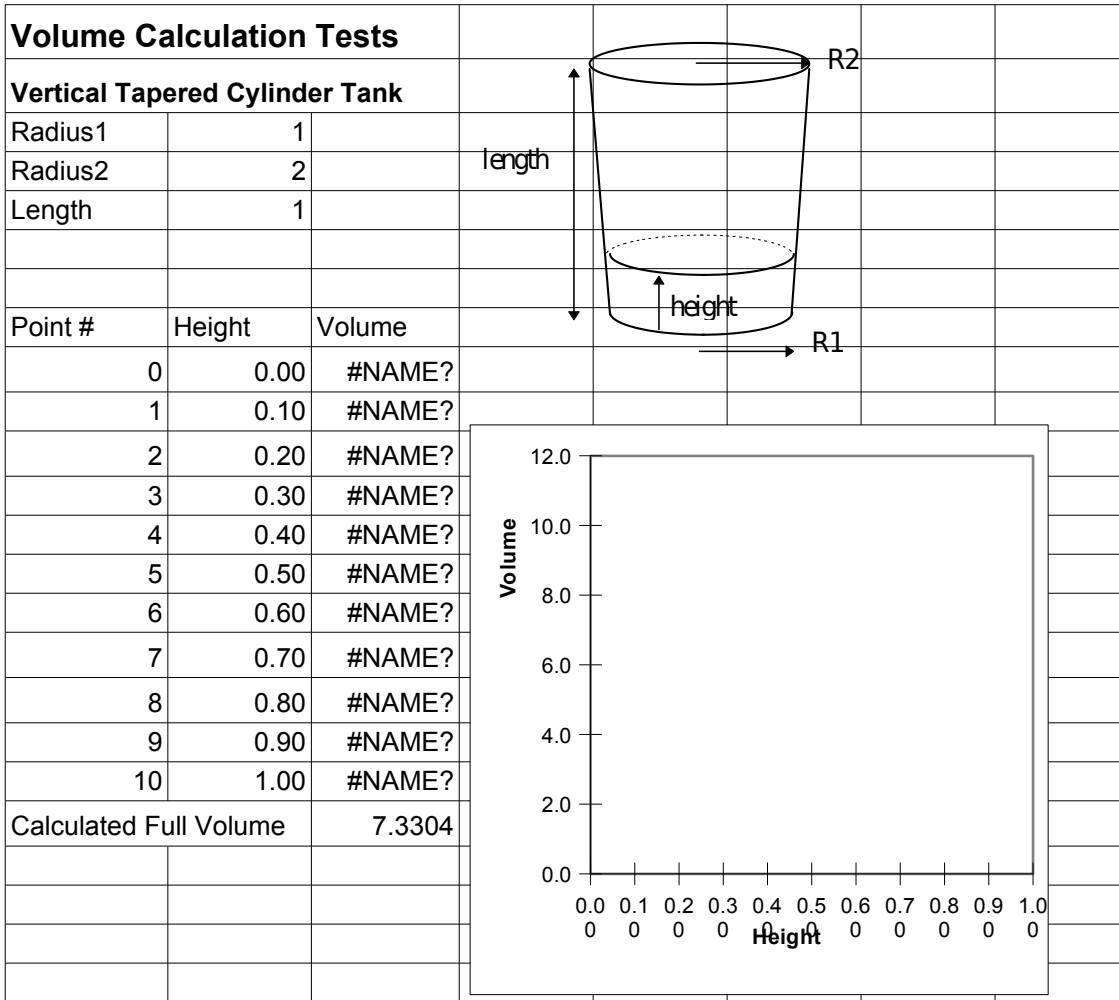 Volume Calculation Tests
Vertical Tapered Cylinder Tank
Radius1 1
Radius2 2
Length 1
R2
length
height
R1
Point # Height Volume
0 0.00 #NAME?
1 0.10 #NAME?
2 0.20 #NAME?
3 0.30 #NAME?
4 0.40 #NAME?
5 0.50 #NAME?
6 0.60 #NAME?
7 0.70 #NAME?
8 0.80 #NAME?
9 0.90 #NAME?
10 1.00 #NAME?
Calculated Full Volume 7.3304
Volume
12.0
10.0
8.0
6.0
4.0
2.0
0.0
0.0 0.1 0.2 0.3 0.4 0.5 0.6 0.7 0.8 0.9 1.0
0 0 0 0 0 0 0 0 0 0 0
Height